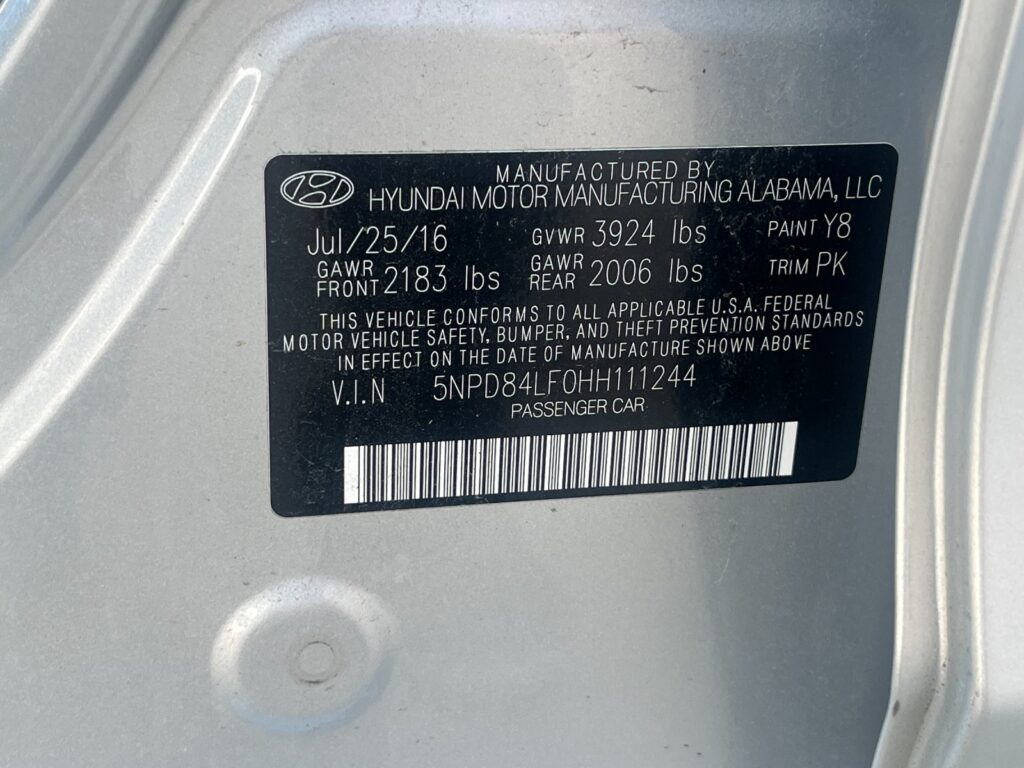 MANUFACTURED BY
HYUNDAI MOTOR MANUFACTURING ALABAMA, LLC
Jul/25/16 GVWR 3924 lbs PAINT Y8
GAWR FRONT 2183 lbs GAWR REAR 2006 lbs TRIM PK
THIS VEHICLE CONFORMS TO ALL APPLICABLE U.S.A. FEDERAL
MOTOR VEHICLE SAFETY, BUMPER, AND THEFT PREVENTION STANDARDS
IN EFFECT ON THE DATE OF MANUFACTURE SHOWN ABOVE
V.I.N 5NPD84LF0HH111244
PASSENGER CAR